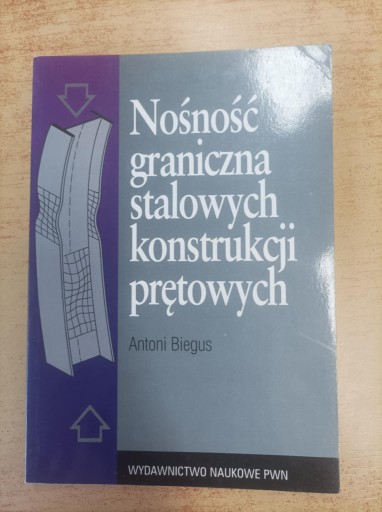 Nośność
graniczna
stalowych
konstrukcji
prętowych
Antoni Biegus
WYDAWNICTWO NAUKOWE PWN